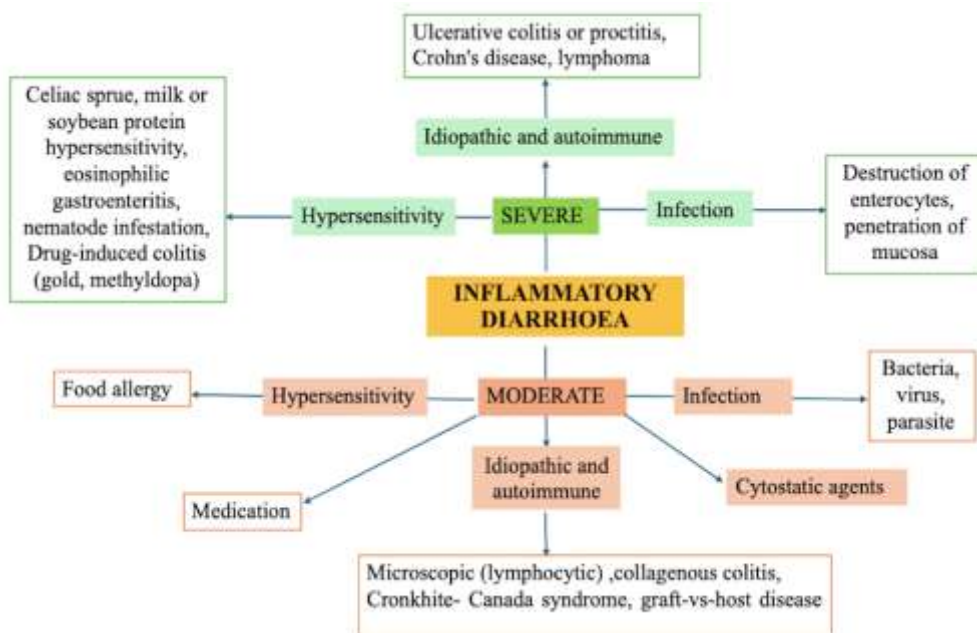 Ulcerative colitis or proctitis,
Crohn's disease, lymphoma
Celiac sprue, milk or
soybean protein
hypersensitivity,
eosinophilic
gastroenteritis,
nematode infestation,
Drug-induced colitis
(gold, methyldopa)
Idiopathic and autoimmune
Hypersensitivity
SEVERE
Infection
Destruction of
enterocytes,
penetration of
mucosa
INFLAMMATORY
DIARRHOEA
Food allergy
Hypersensitivity
MODERATE
Infection
Bacteria,
virus,
parasite
Idiopathic and
autoimmune
Medication
Cytostatic agents
Microscopic (lymphocytic) ,collagenous colitis,
Cronkhite- Canada syndrome, graft-vs-host disease